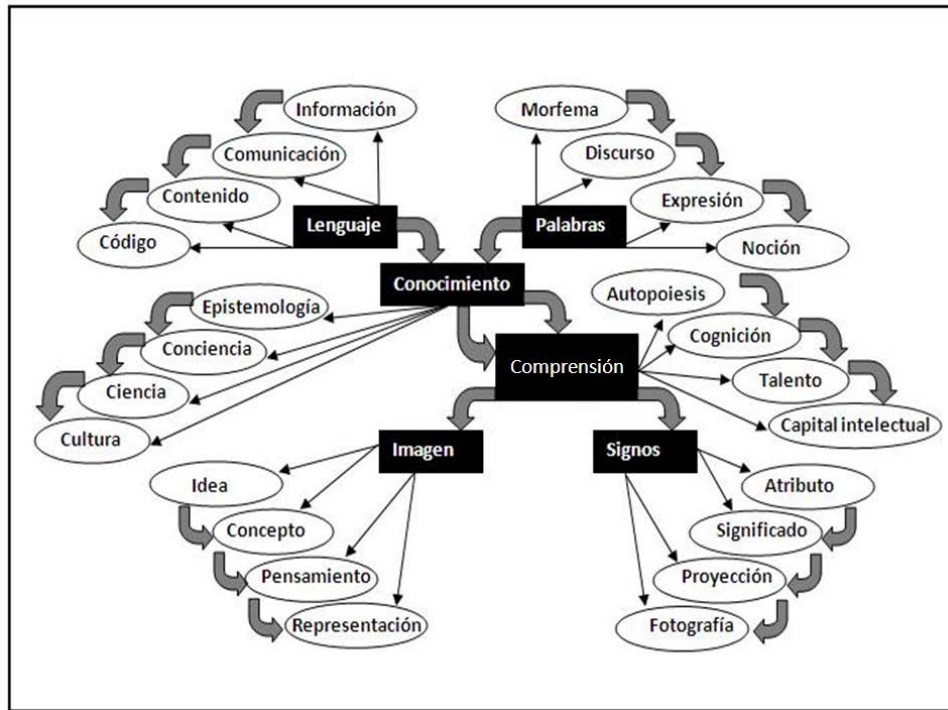 Información
Comunicación
Contenido
Código
Lenguaje
Morfema
Discurso
Expresión
Noción
Palabras
Conocimiento
Epistemología
Conciencia
Ciencia
Cultura
Autopoiesis
Cognición
Talento
Capital intelectual
Comprensión
Imagen
Idea
Concepto
Pensamiento
Representación
Signos
Atributo
Significado
Proyección
Fotografía